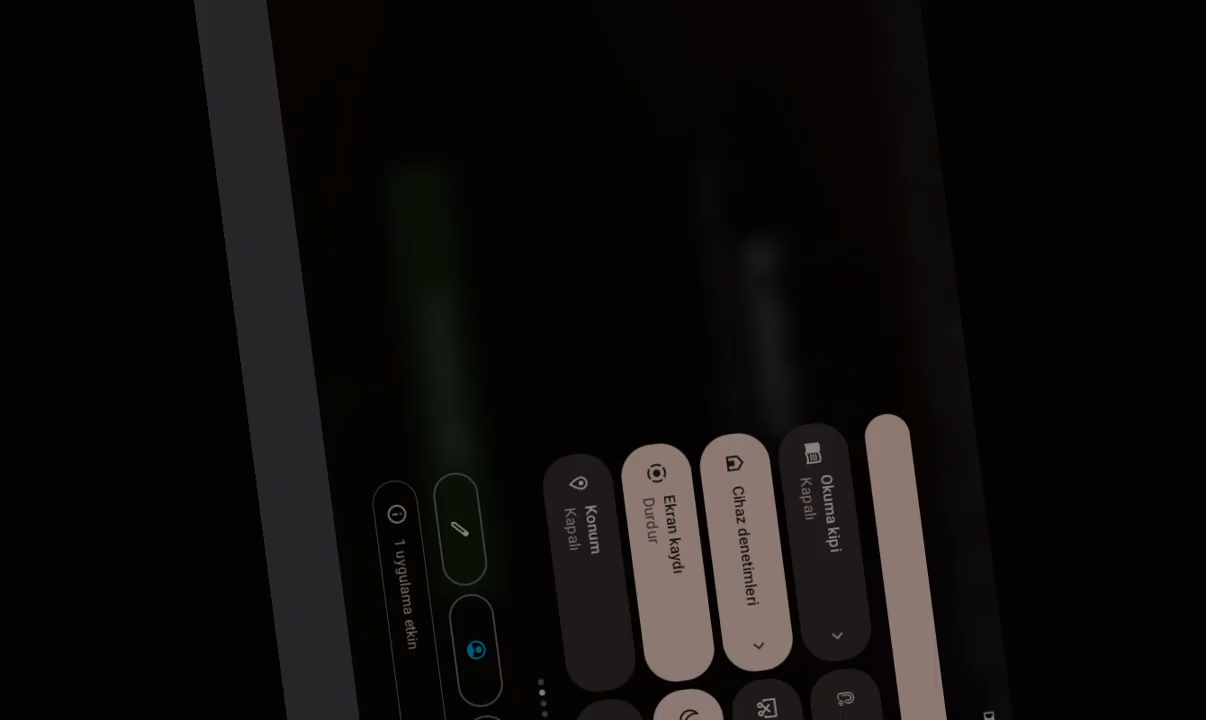 Okuma kipi
Kapalı
Cihaz denetimleri
Ekran kaydı
Durdur
Konum
Kapalı
1 uygulama etkin